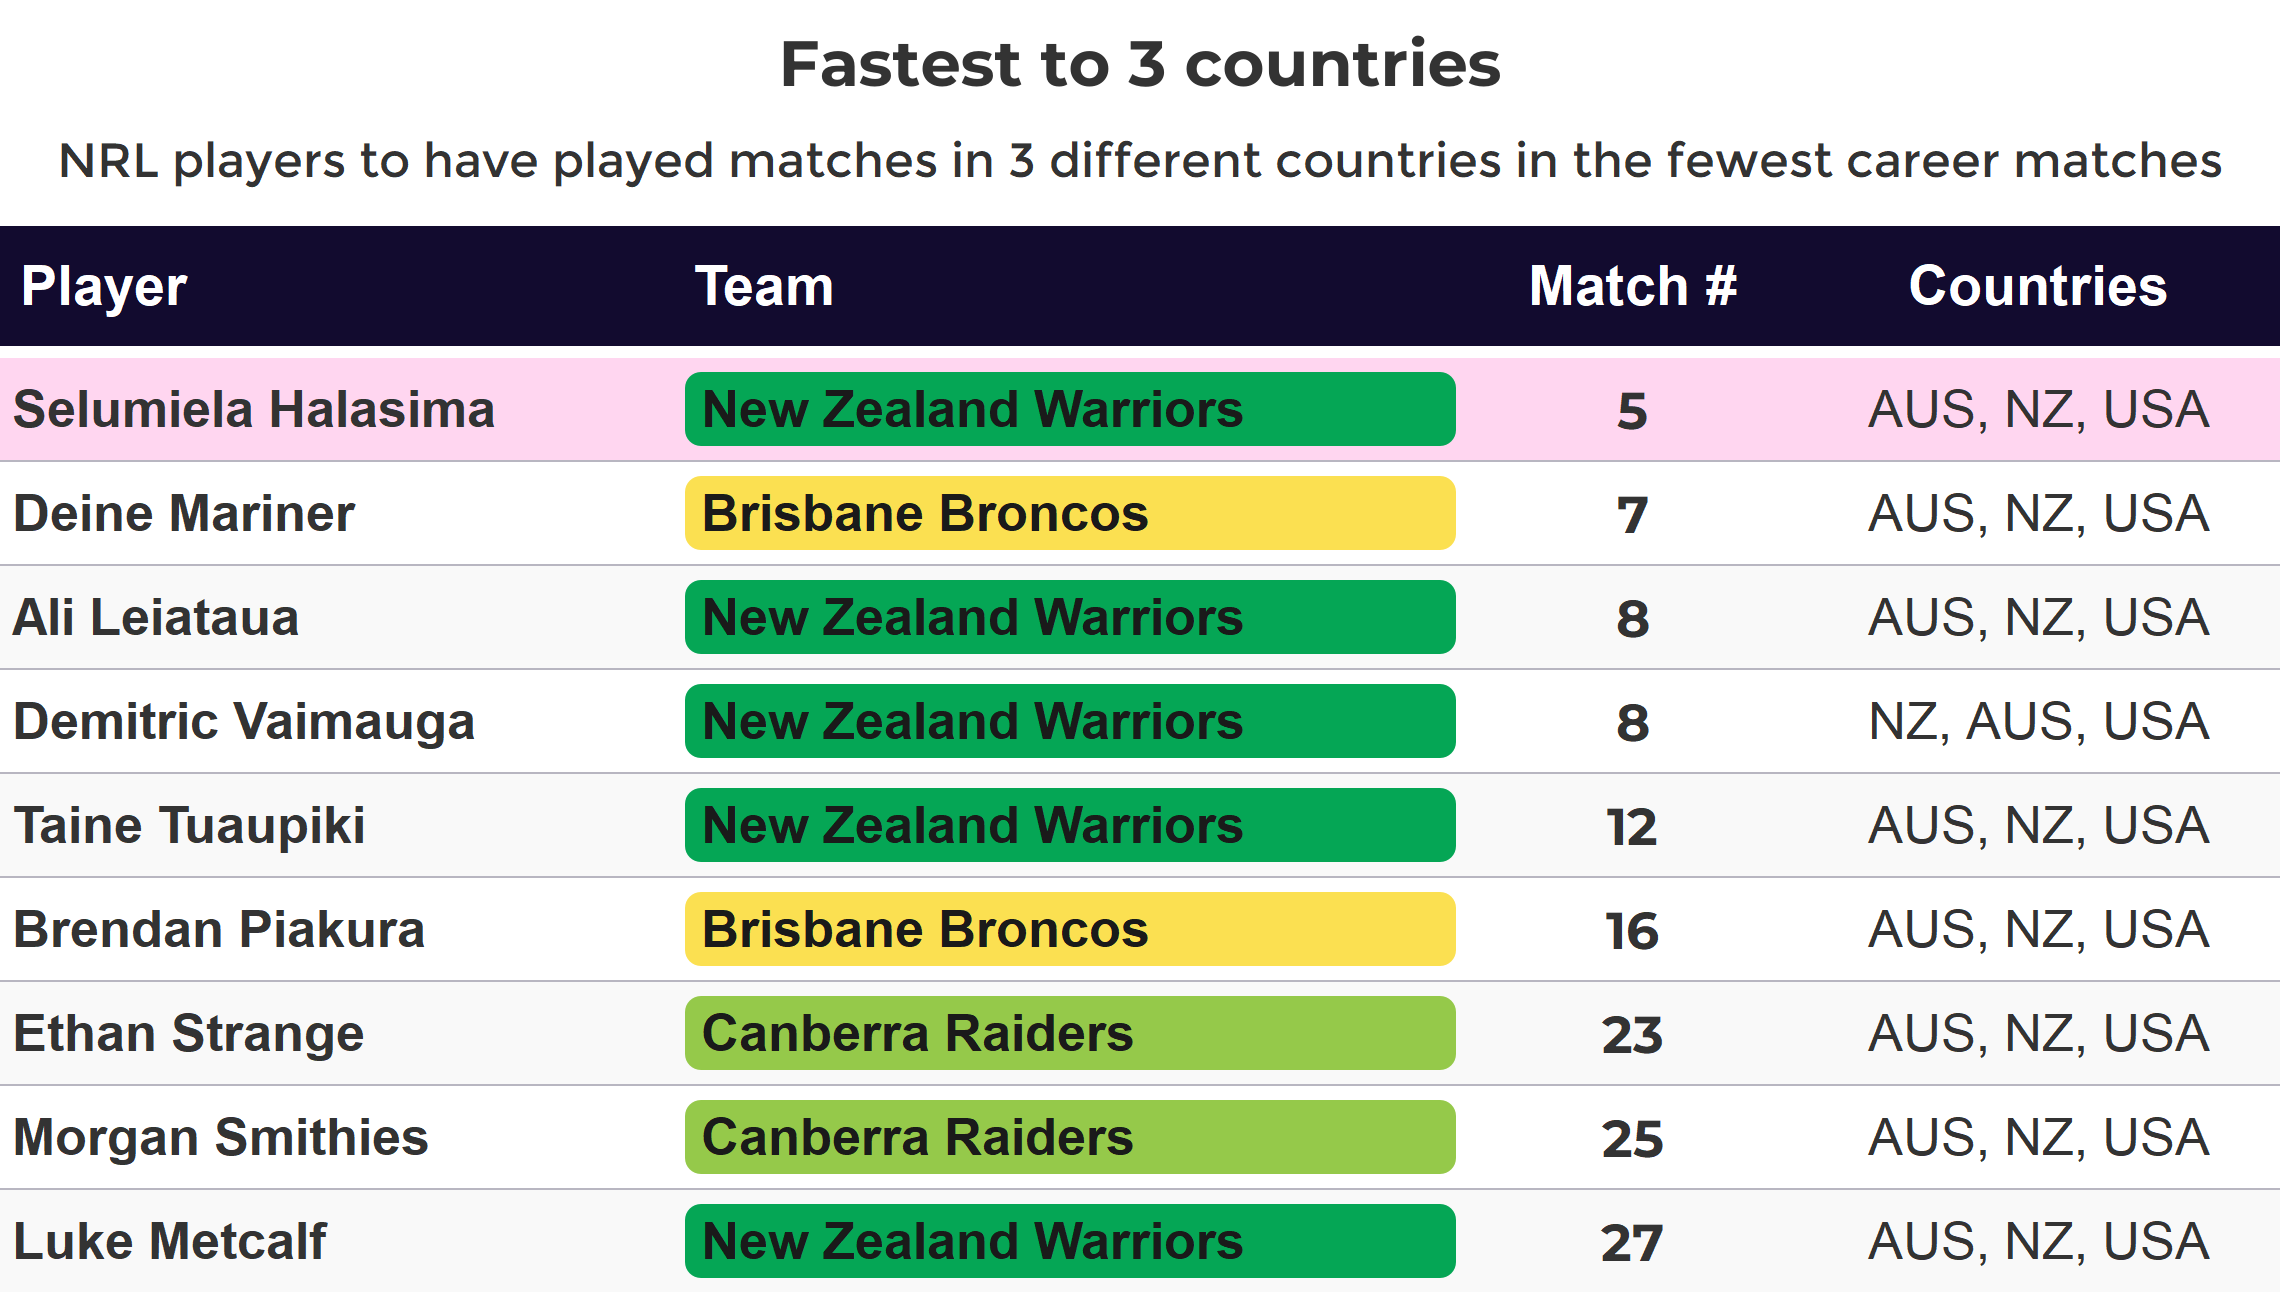 Fastest to 3 countries
NRL players to have played matches in 3 different countries in the fewest career matches
Player Team Match # Countries
Selumiela Halasima New Zealand Warriors 5 AUS, NZ, USA
Deine Mariner Brisbane Broncos 7 AUS, NZ, USA
Ali Leiataua New Zealand Warriors 8 AUS, NZ, USA
Demitric Vaimauga New Zealand Warriors 8 NZ, AUS, USA
Taine Tuaupiki New Zealand Warriors 12 AUS, NZ, USA
Brendan Piakura Brisbane Broncos 16 AUS, NZ, USA
Ethan Strange Canberra Raiders 23 AUS, NZ, USA
Morgan Smithies Canberra Raiders 25 AUS, NZ, USA
Luke Metcalf New Zealand Warriors 27 AUS, NZ, USA